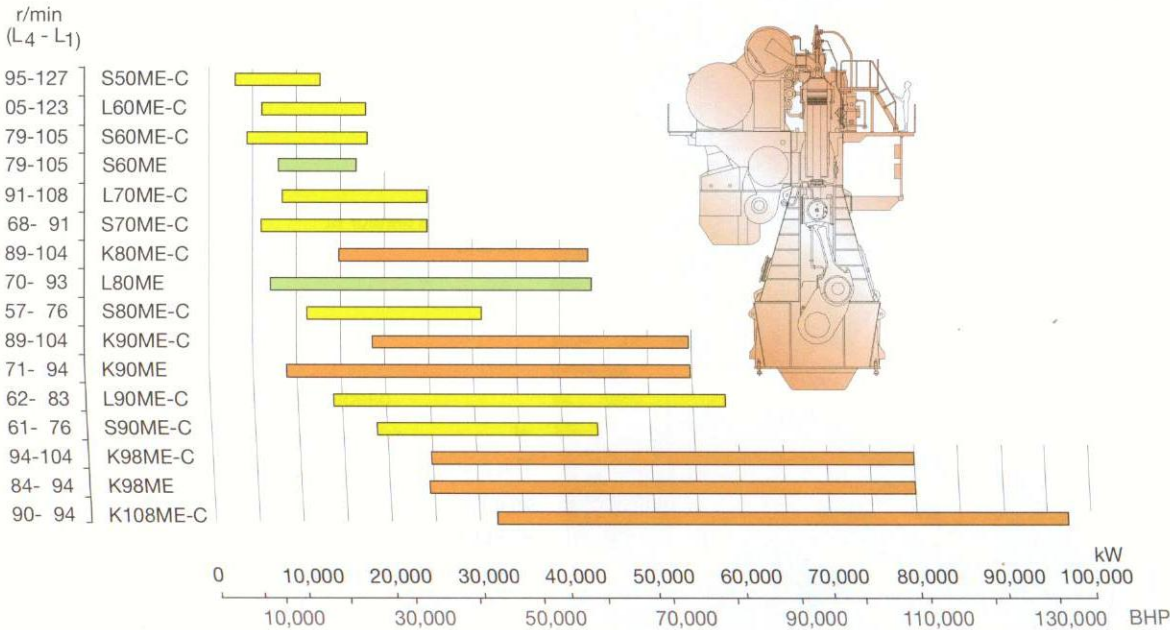 r/min
(L4 - L1)
95-127 S50ME-C
05-123 L60ME-C
79-105 S60ME-C
79-105 S60ME
91-108 L70ME-C
68- 91 S70ME-C
89-104 K80ME-C
70- 93 L80ME
57- 76 S80ME-C
89-104 K90ME-C
71- 94 K90ME
62- 83 L90ME-C
61- 76 S90ME-C
94-104 K98ME-C
84- 94 K98ME
90- 94 K108ME-C
kW
0 10,000 20,000 30,000 40,000 50,000 60,000 70,000 80,000 90,000 100,000
10,000 30,000 50,000 70,000 90,000 110,000 130,000 BHP